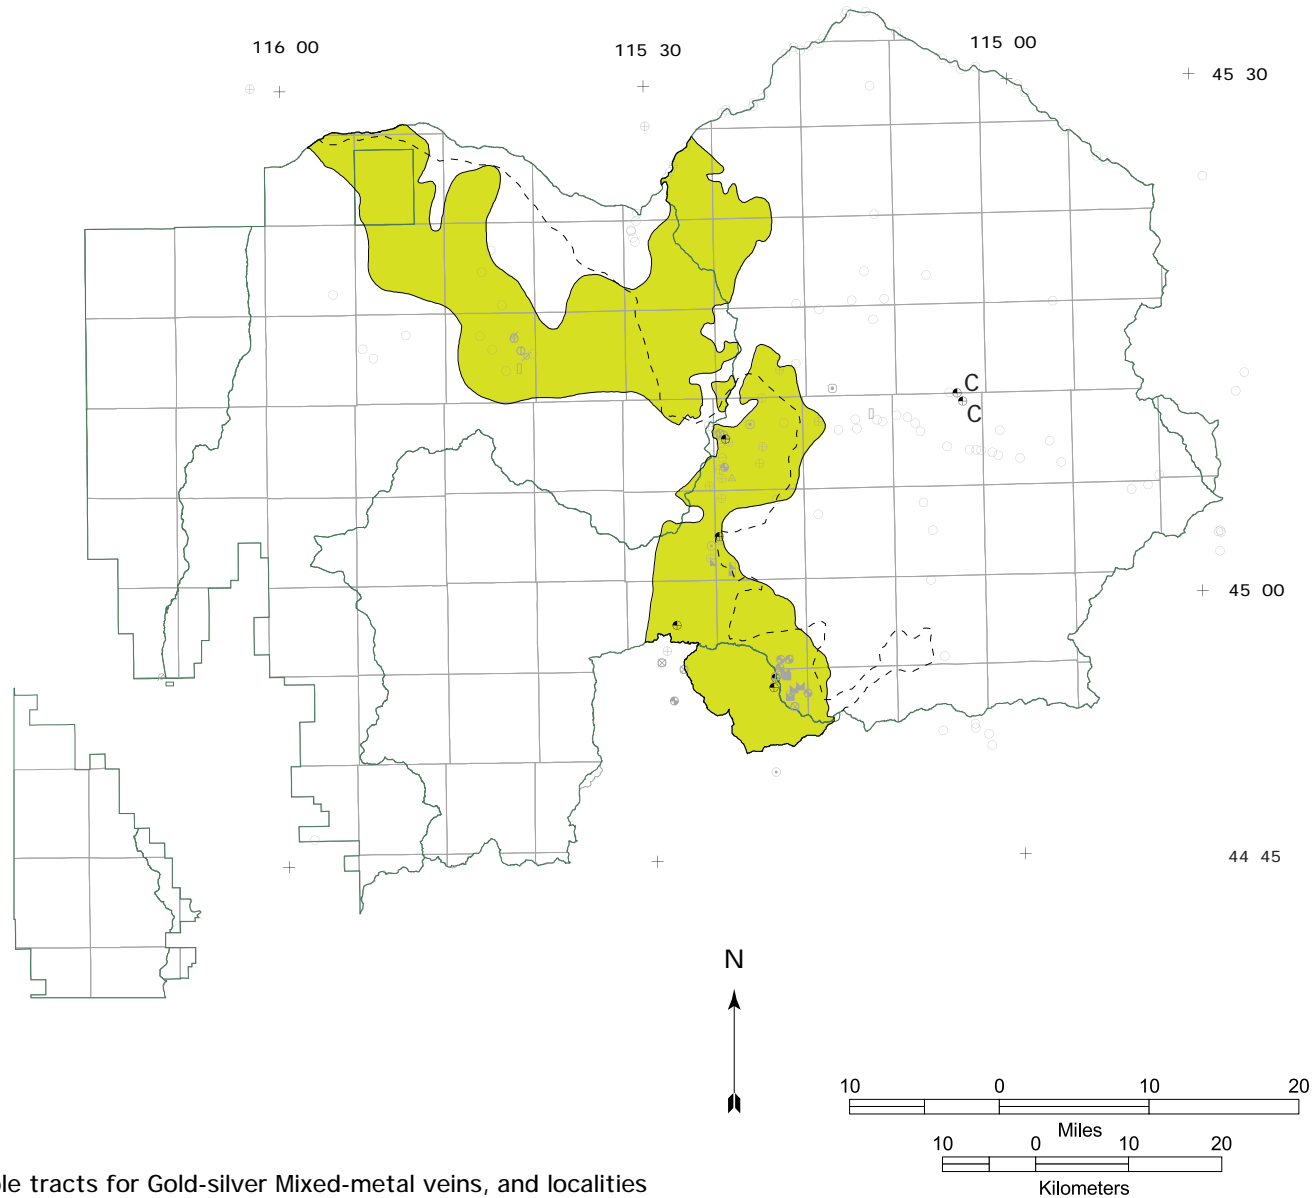 116 00
115 30
115 00
45 30
C
C
45 00
44 45
N
10 0 10 20
Miles
10 0 10 20
Kilometers
tracts for Gold-silver Mixed-metal veins, and localities